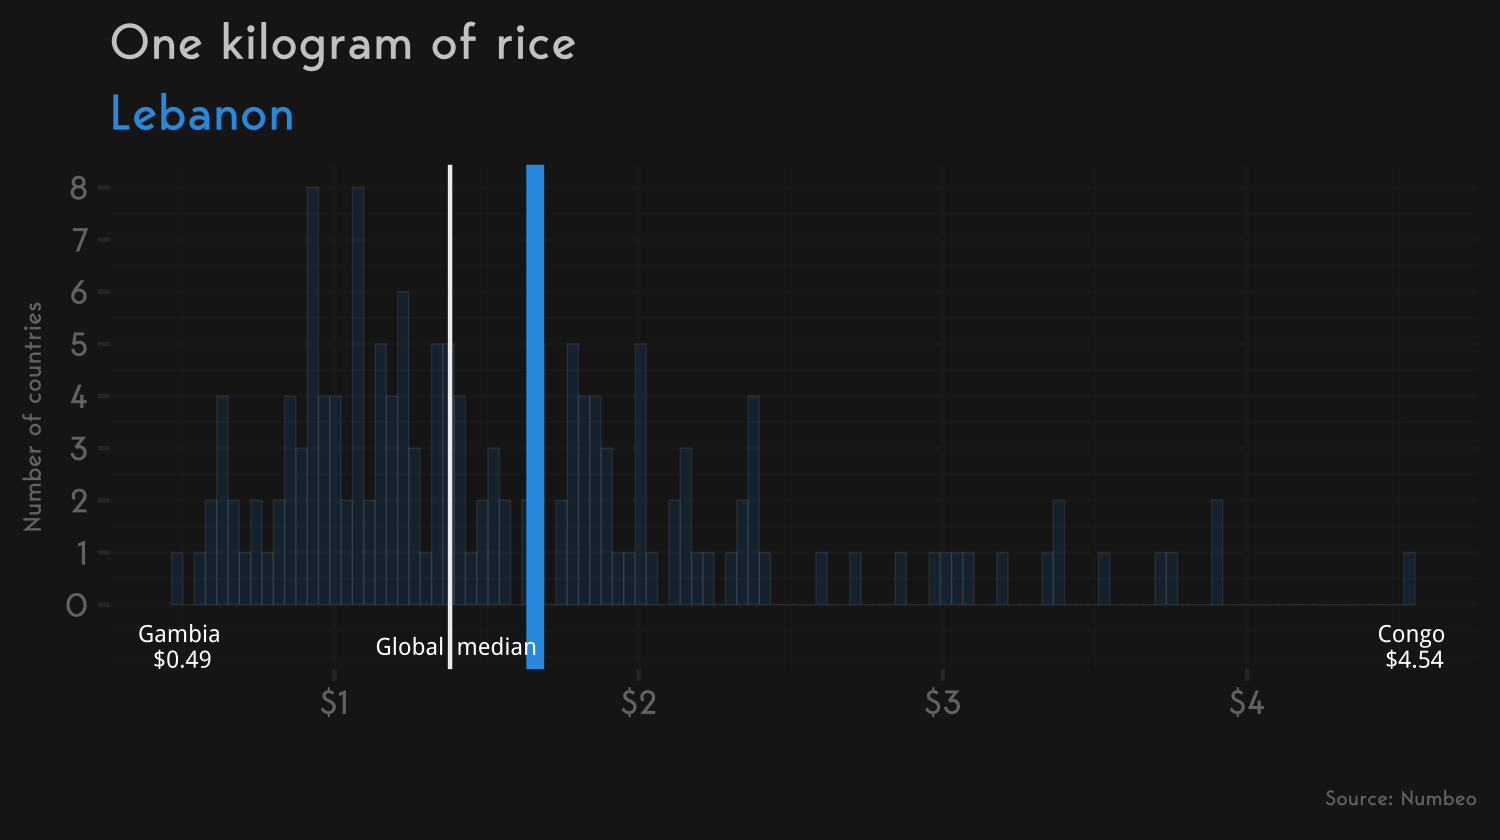 One kilogram of rice
Lebanon
Number of countries
8
7
6
5
4
3
2
1
0
Gambia
$0.49
Global median
Congo
$4.54
$1
$2
$3
$4
Source: Numbeo